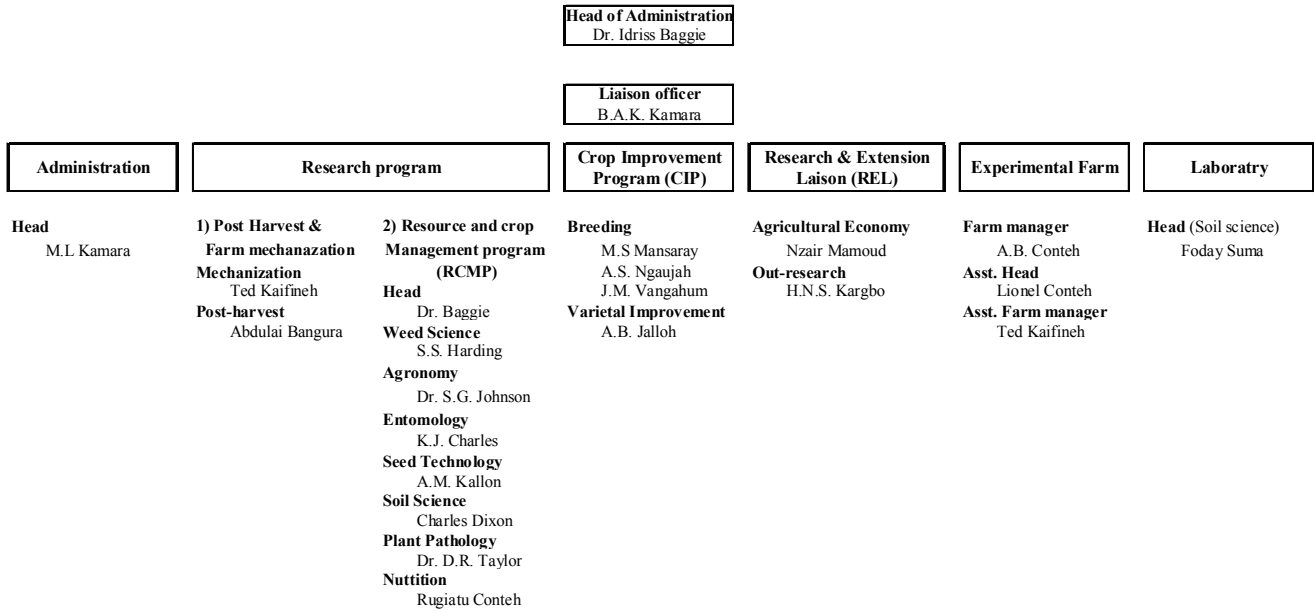 Head of Administration
Dr. Idriss Baggie
Liaison officer
B.A.K. Kamara
Administration
Head
M.L Kamara
Research program
1) Post Harvest &
Farm mechanazation
Mechanization
Ted Kaifineh
Post-harvest
Abdulai Bangura
2) Resource and crop
Management program
(RCMP)
Head
Dr. Baggie
Weed Science
S.S. Harding
Agronomy
Dr. S.G. Johnson
Entomology
K.J. Charles
Seed Technology
A.M. Kallon
Soil Science
Charles Dixon
Plant Pathology
Dr. D.R. Taylor
Nuttition
Rugiatu Conteh
Crop Improvement
Program (CIP)
Breeding
M.S Mansaray
A.S. Ngaujah
J.M. Vangahum
Varietal Improvement
A.B. Jalloh
Research & Extension
Laison (REL)
Agricultural Economy
Nzair Mamoud
Out-research
H.N.S. Kargbo
Experimental Farm
Farm manager
A.B. Conteh
Asst. Head
Lionel Conteh
Asst. Farm manager
Ted Kaifineh
Laboratry
Head (Soil science)
Foday Suma